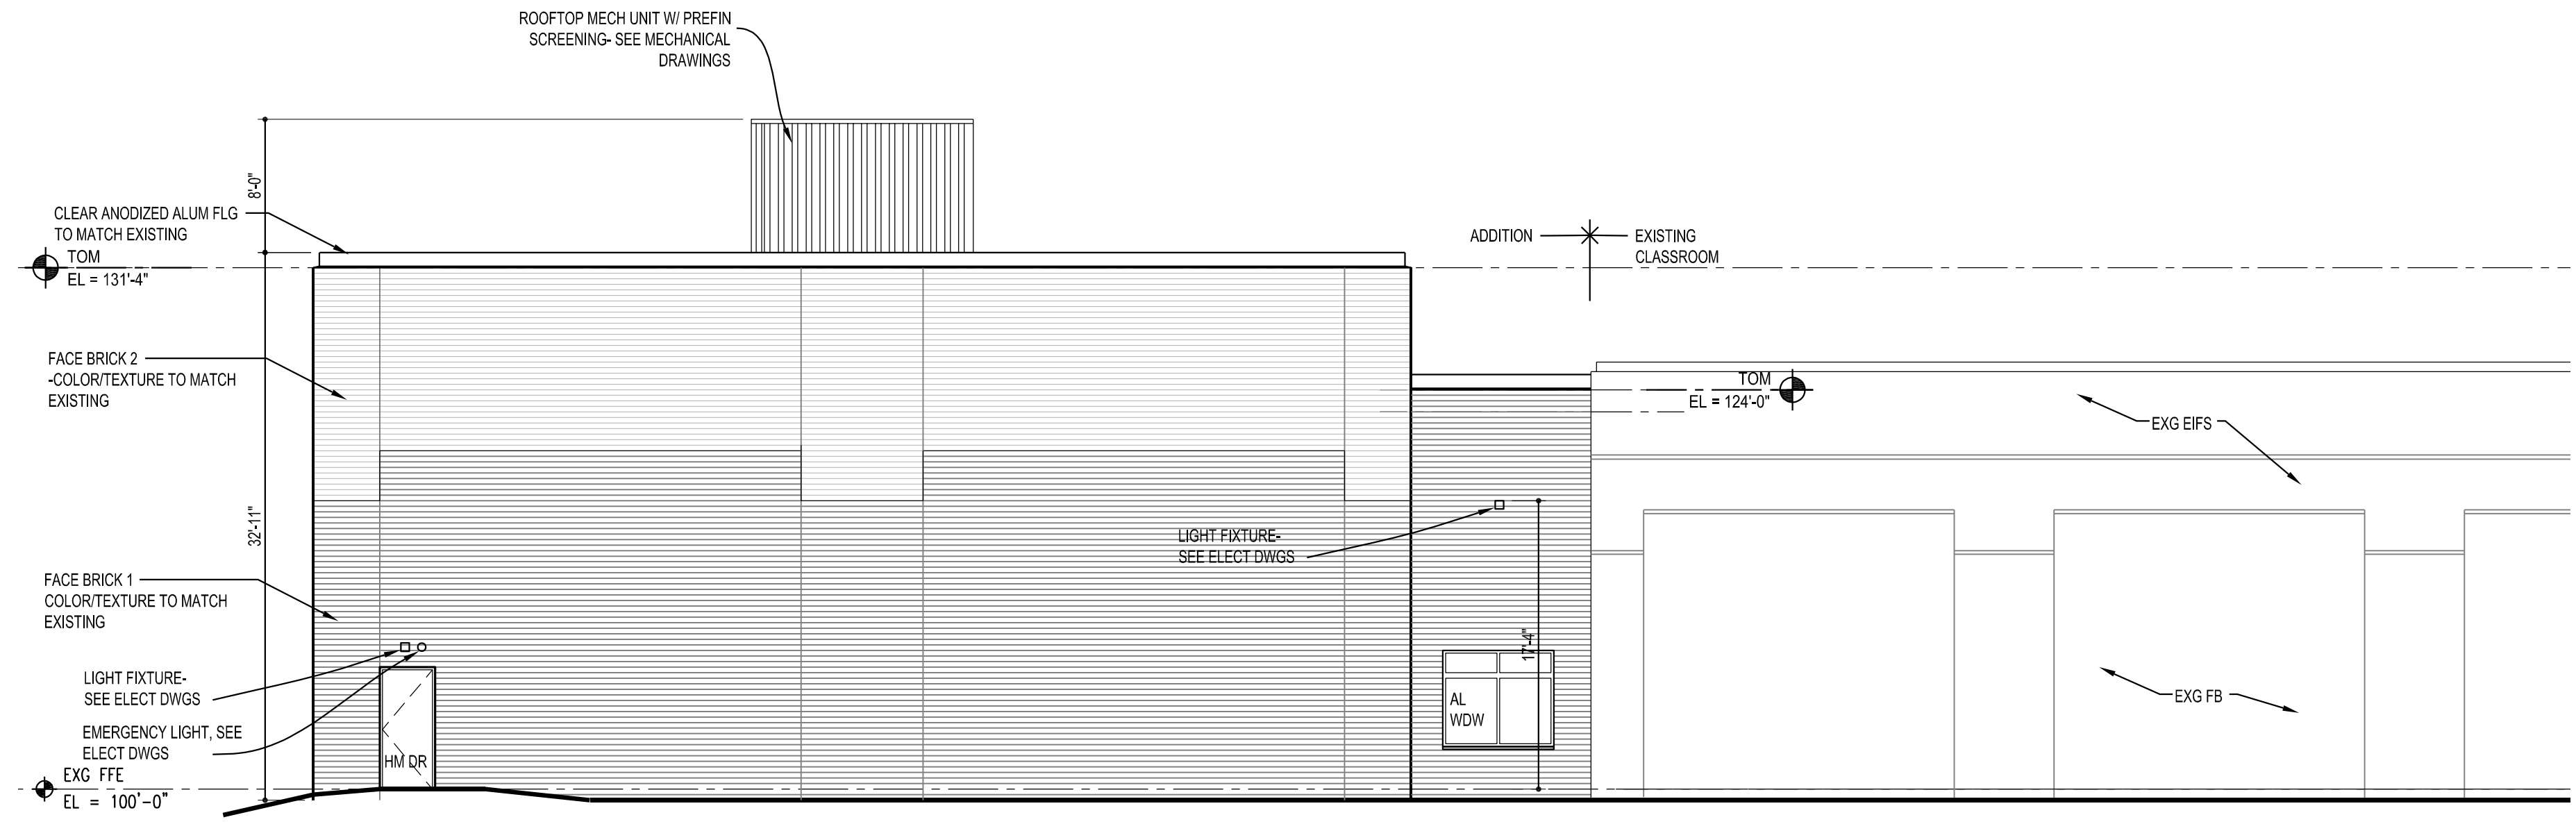 ROOFTOP MECH UNIT W/ PREFIN
SCREENING- SEE MECHANICAL
DRAWINGS
8'-0"
CLEAR ANODIZED ALUM FLG
TO MATCH EXISTING
TOM
EL = 131'-4"
ADDITION
EXISTING
CLASSROOM
FACE BRICK 2
-COLOR/TEXTURE TO MATCH
EXISTING
TOM
EL = 124'-0"
EXG EIFS
32'-11"
LIGHT FIXTURE-
SEE ELECT DWGS
FACE BRICK 1
COLOR/TEXTURE TO MATCH
EXISTING
17'-4"
LIGHT FIXTURE-
SEE ELECT DWGS
AL
WDW
EXG FB
EMERGENCY LIGHT, SEE
ELECT DWGS
HM DR
EXG FFE
EL = 100'-0"